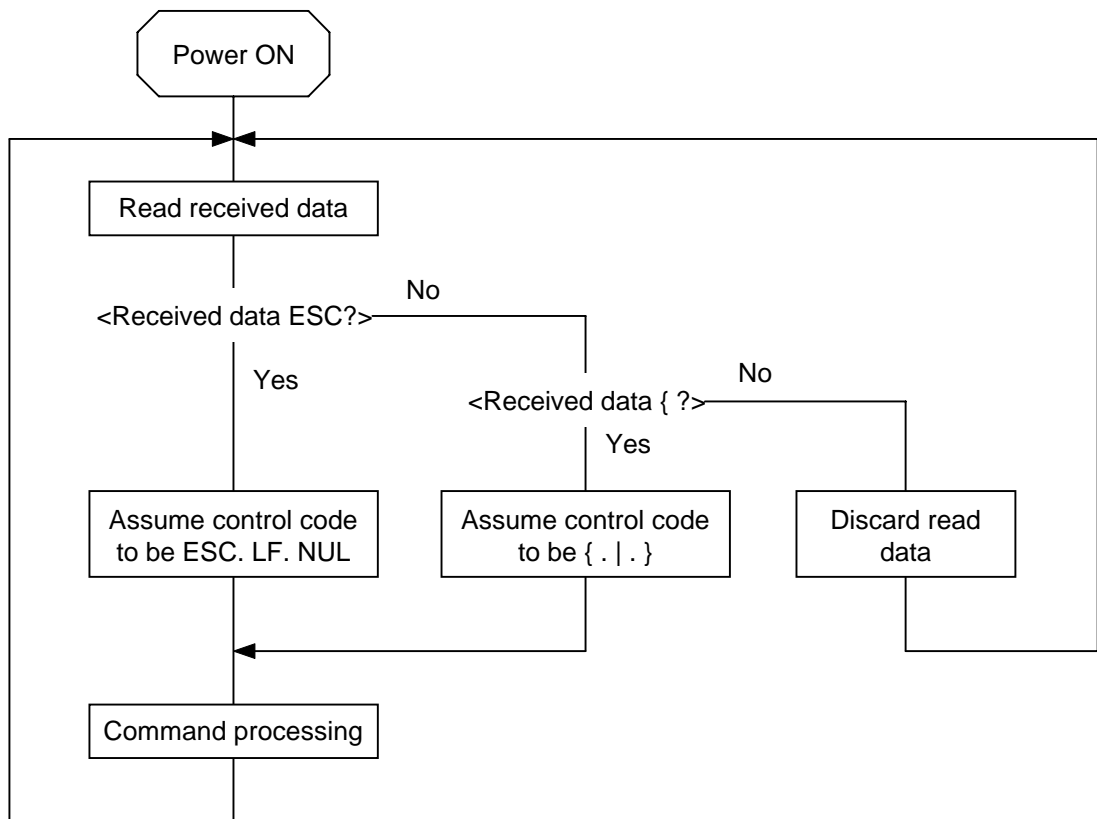 Power ON
Read received data
No
<Received data ESC?>
Yes
No
<Received data { ?>
Yes
Assume control code
to be ESC. LF. NUL
Assume control code
to be { . | . }
Discard read
data
Command processing